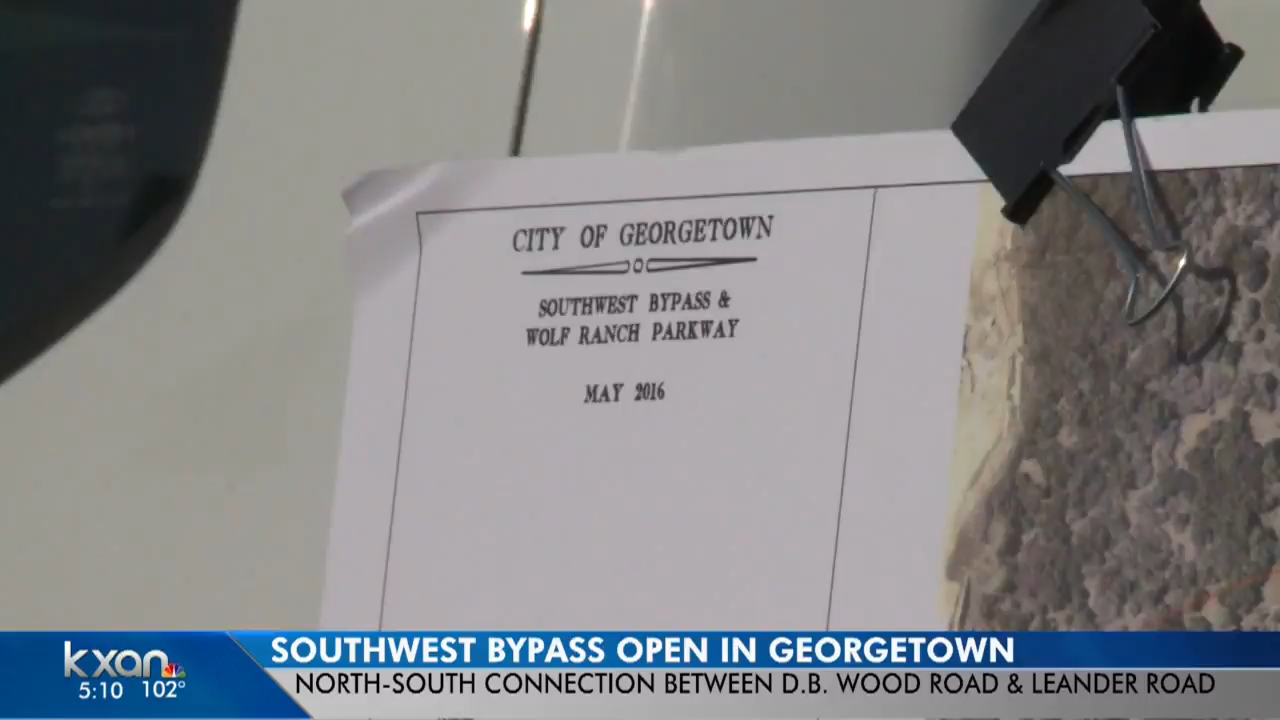 CITY OF GEORGETOWN
SOUTHWEST BYPASS &
WOLF RANCH PARKWAY
MAY 2016
kxan
5:10 102°
SOUTHWEST BYPASS OPEN IN GEORGETOWN
NORTH-SOUTH CONNECTION BETWEEN D.B. WOOD ROAD & LEANDER ROAD